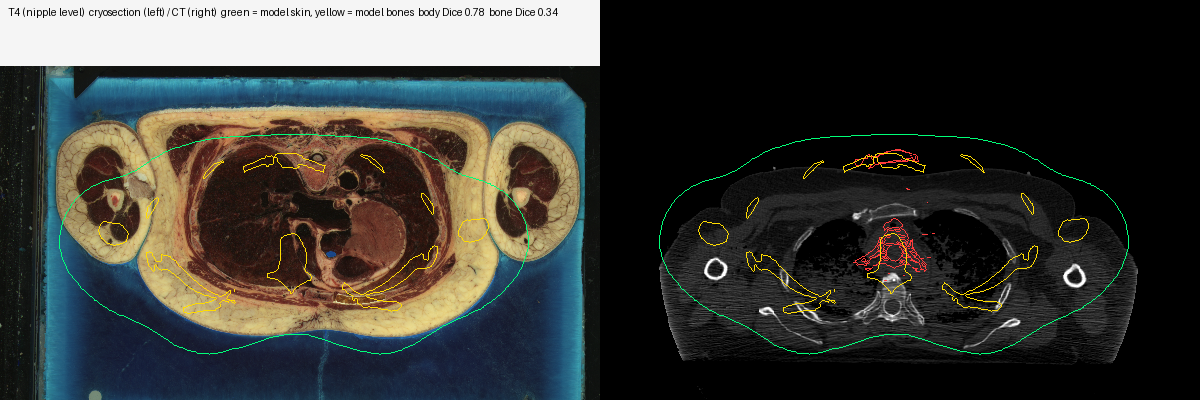 T4 (nipple level) cryosection (left) / CT (right) green = model skin, yellow = model bones body Dice 0.78 bone Dice 0.34